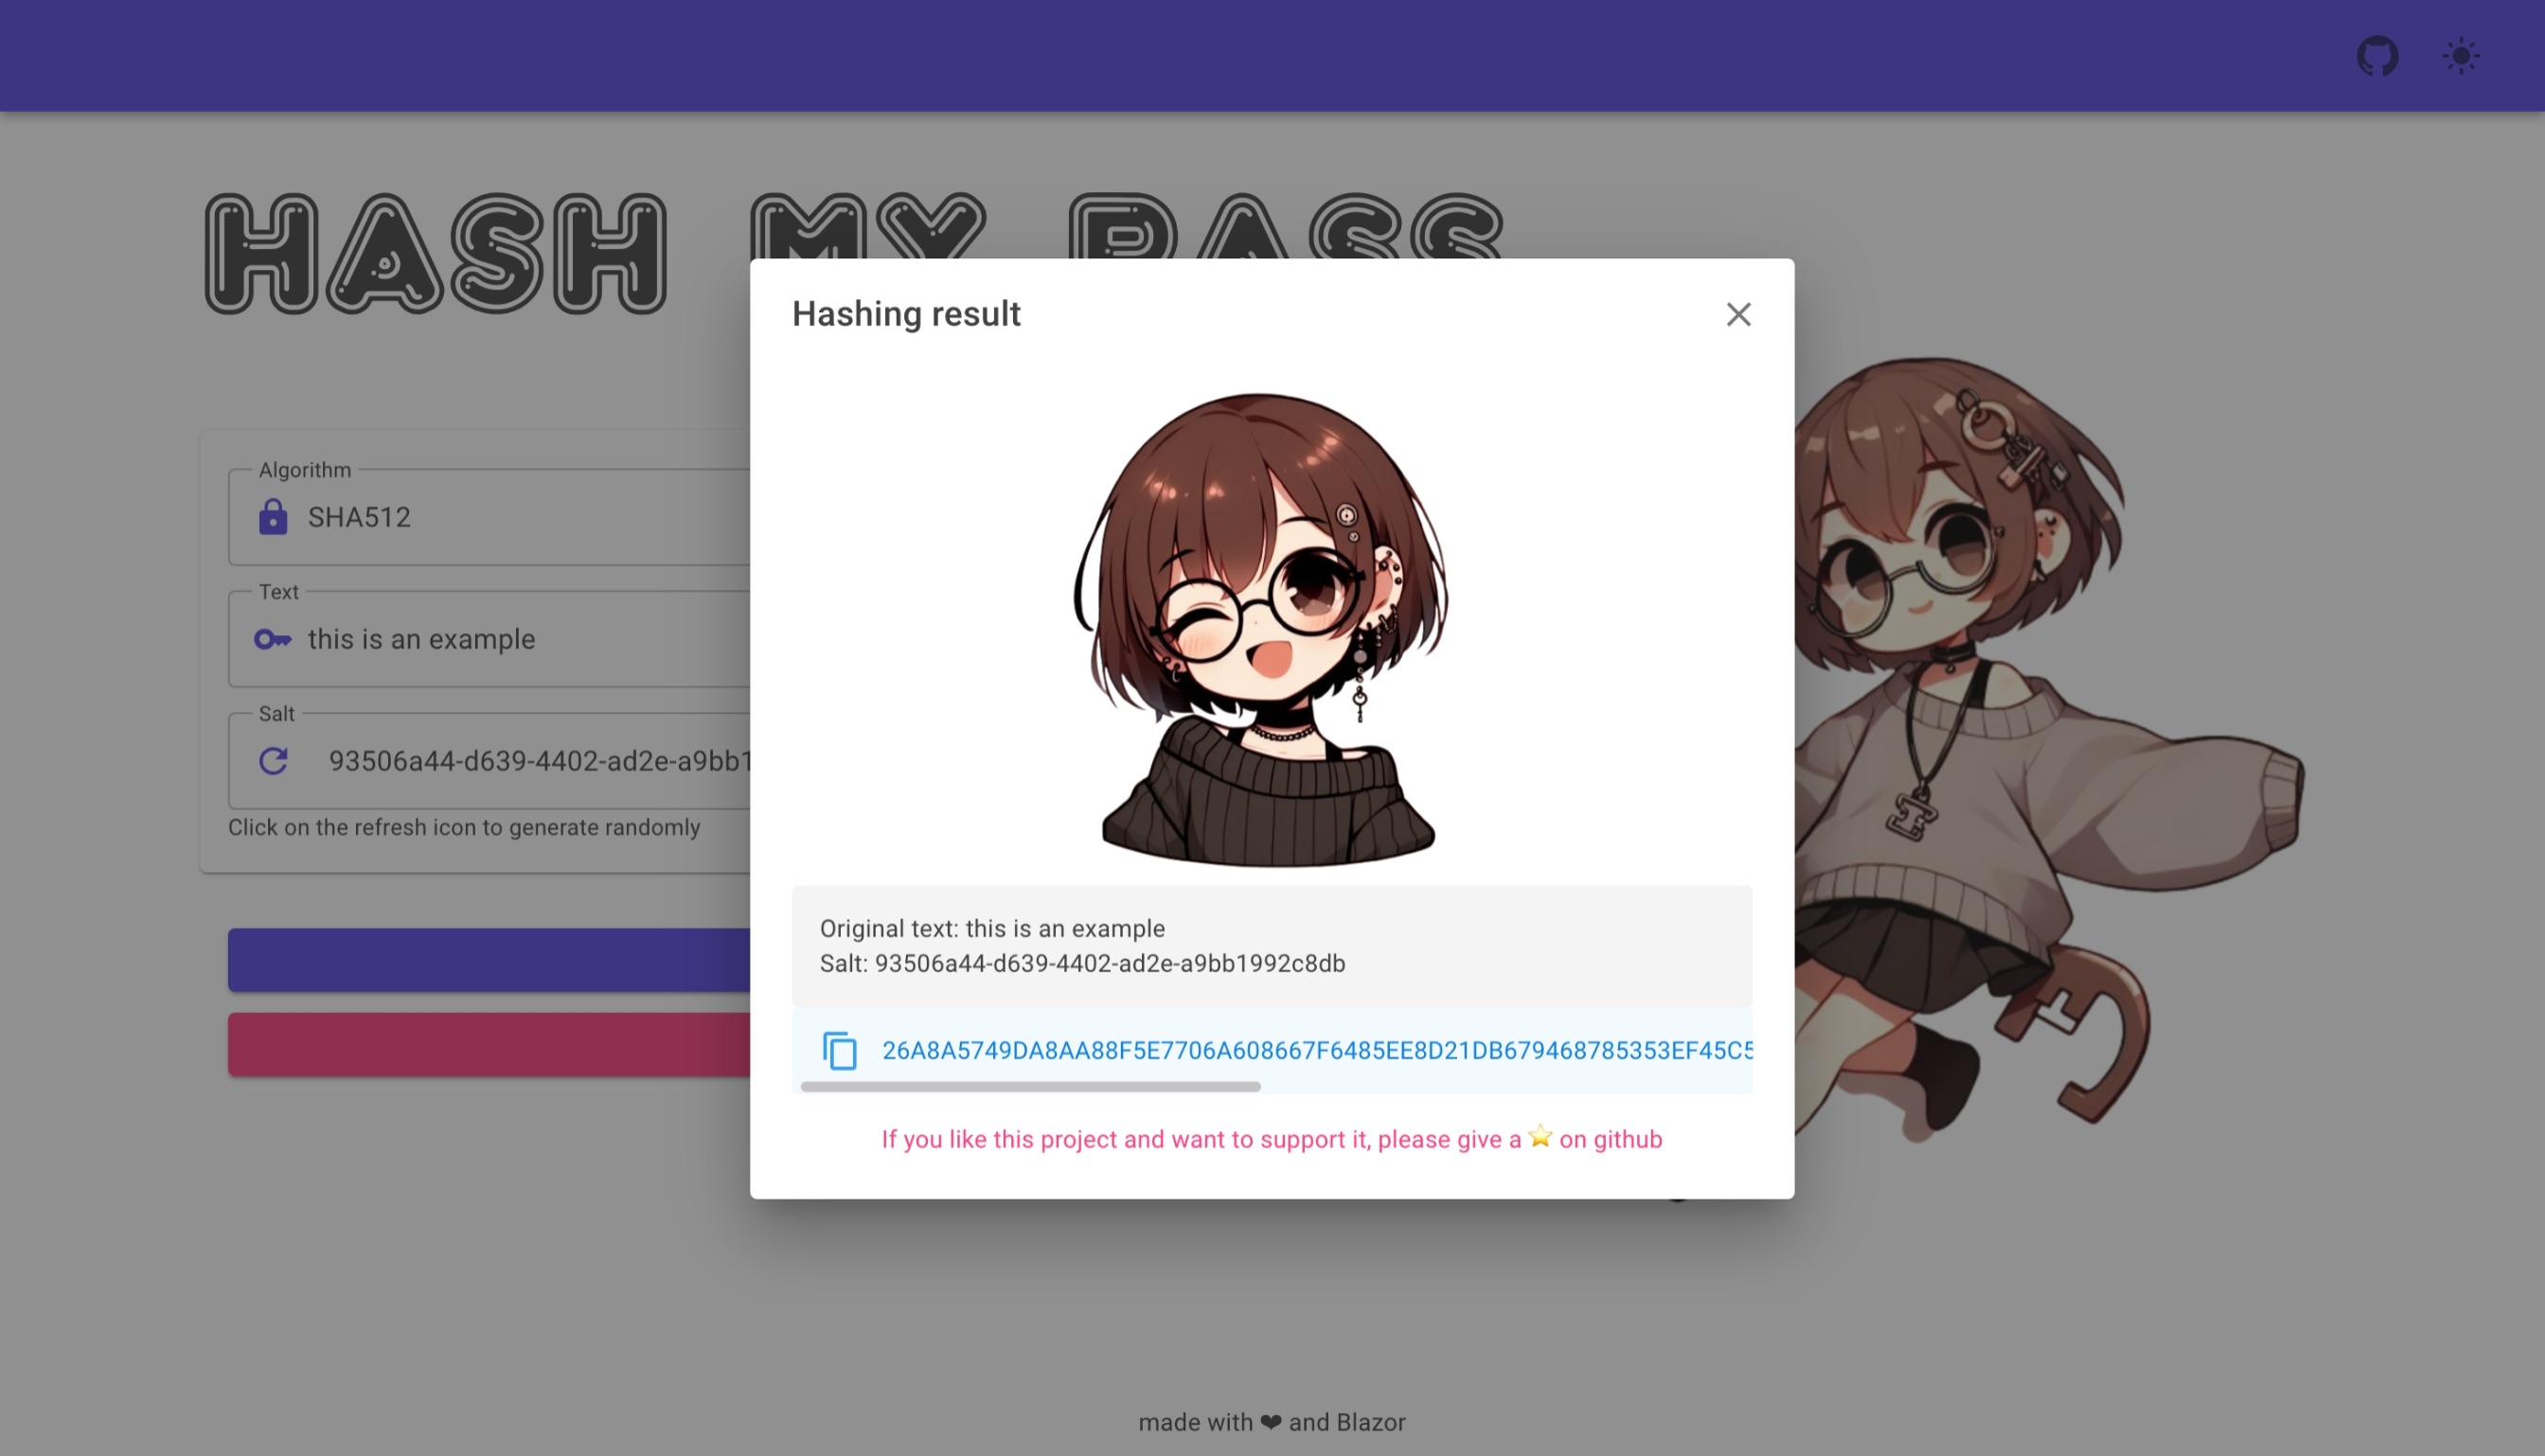 HASH MY PASS
Hashing result
Algorithm
SHA512
Text
this is an example
Salt
93506a44-d639-4402-ad2e-a9bb1
Click on the refresh icon to generate randomly
Original text: this is an example
Salt: 93506a44-d639-4402-ad2e-a9bb1992c8db
26A8A5749DA8AA88F5E7706A608667F6485EE8D21DB679468785353EF45C5
If you like this project and want to support it, please give a ⭐ on github
made with ❤ and Blazor